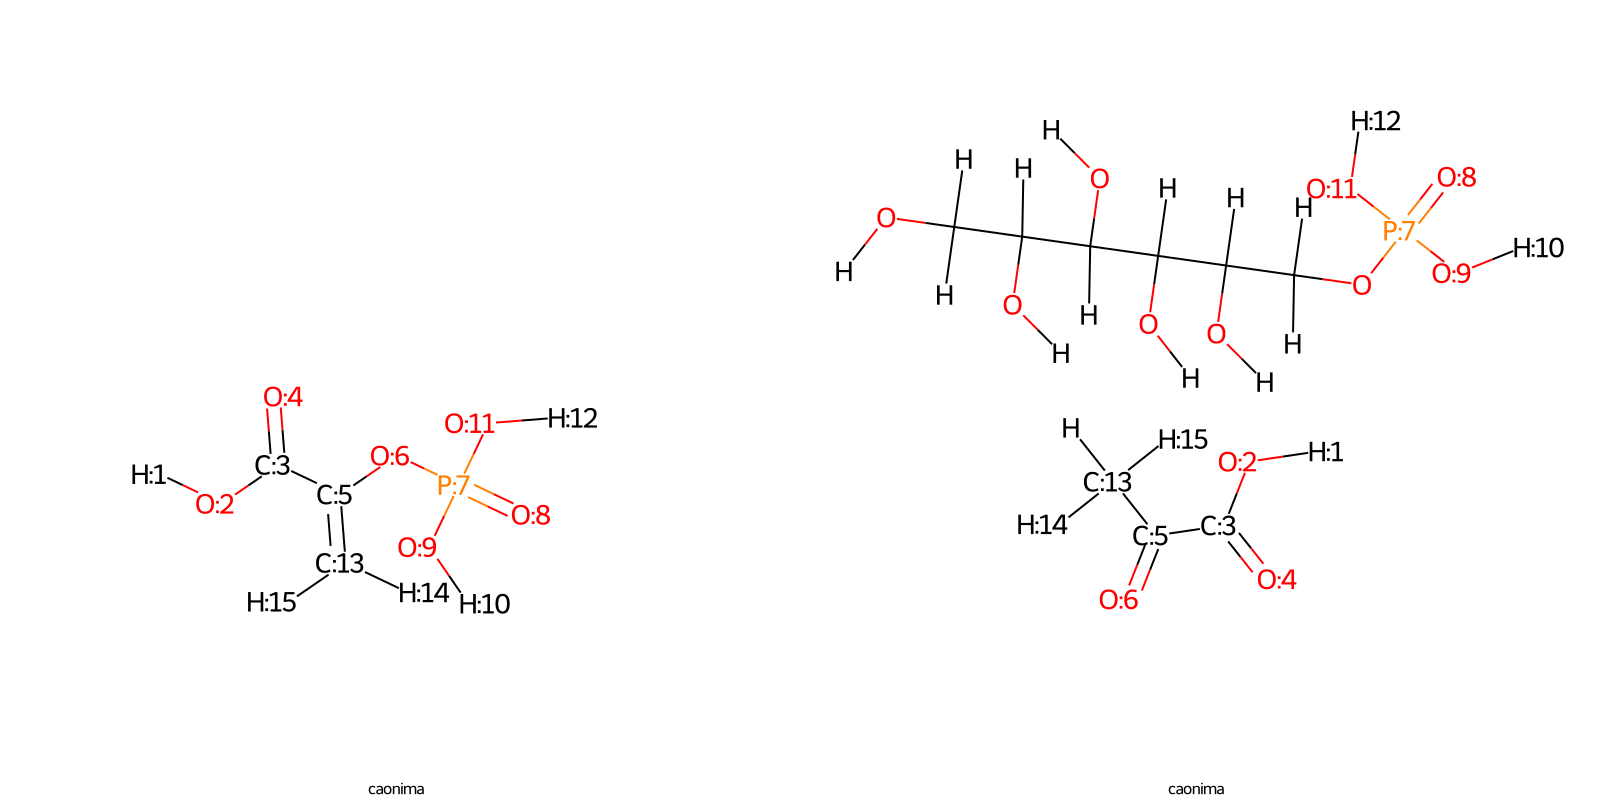 H:12
H O:8
H H O O:11
H H H P:7
O H:10
H O O:9
H H O H O
O H
H H H
O:4 H H:15 H:1
O:11 H:12 O:2
H:1 C:3 O:6 C:13
O:2 C:5 P:7 O:8 H:14 C:5 C:3
O:9 O:6 O:4
C:13
H:15 H:14 H:10
caonima caonima